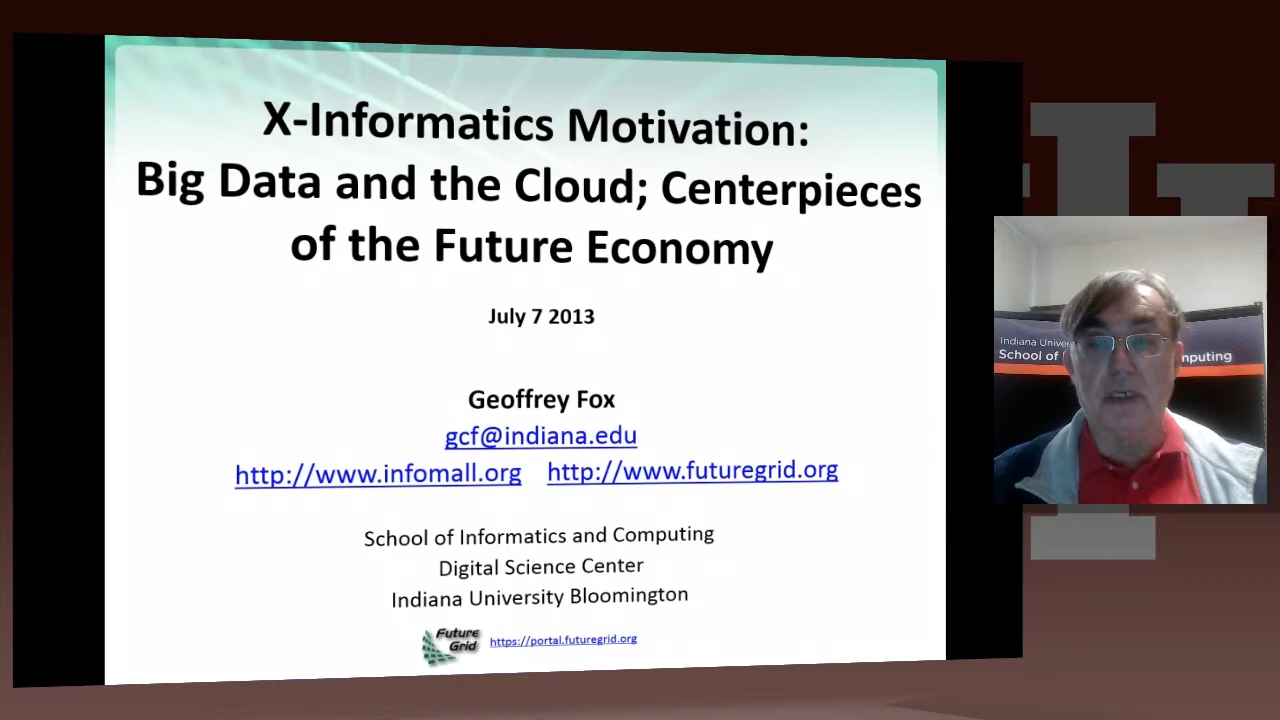 X-Informatics Motivation:
Big Data and the Cloud; Centerpieces
of the Future Economy
July 7 2013
Geoffrey Fox
gcf@indiana.edu
http://www.infomall.org http://www.futuregrid.org
School of Informatics and Computing
Digital Science Center
Indiana University Bloomington
Future
Grid
https://portal.futuregrid.org
Indiana
School of